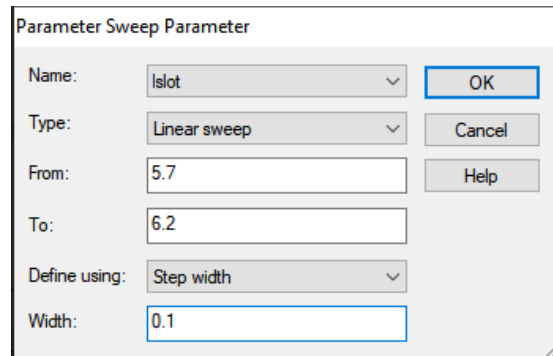 Parameter Sweep Parameter
Name: lslot OK
Type: Linear sweep Cancel
From: 5.7 Help
To: 6.2
Define using: Step width
Width: 0.1